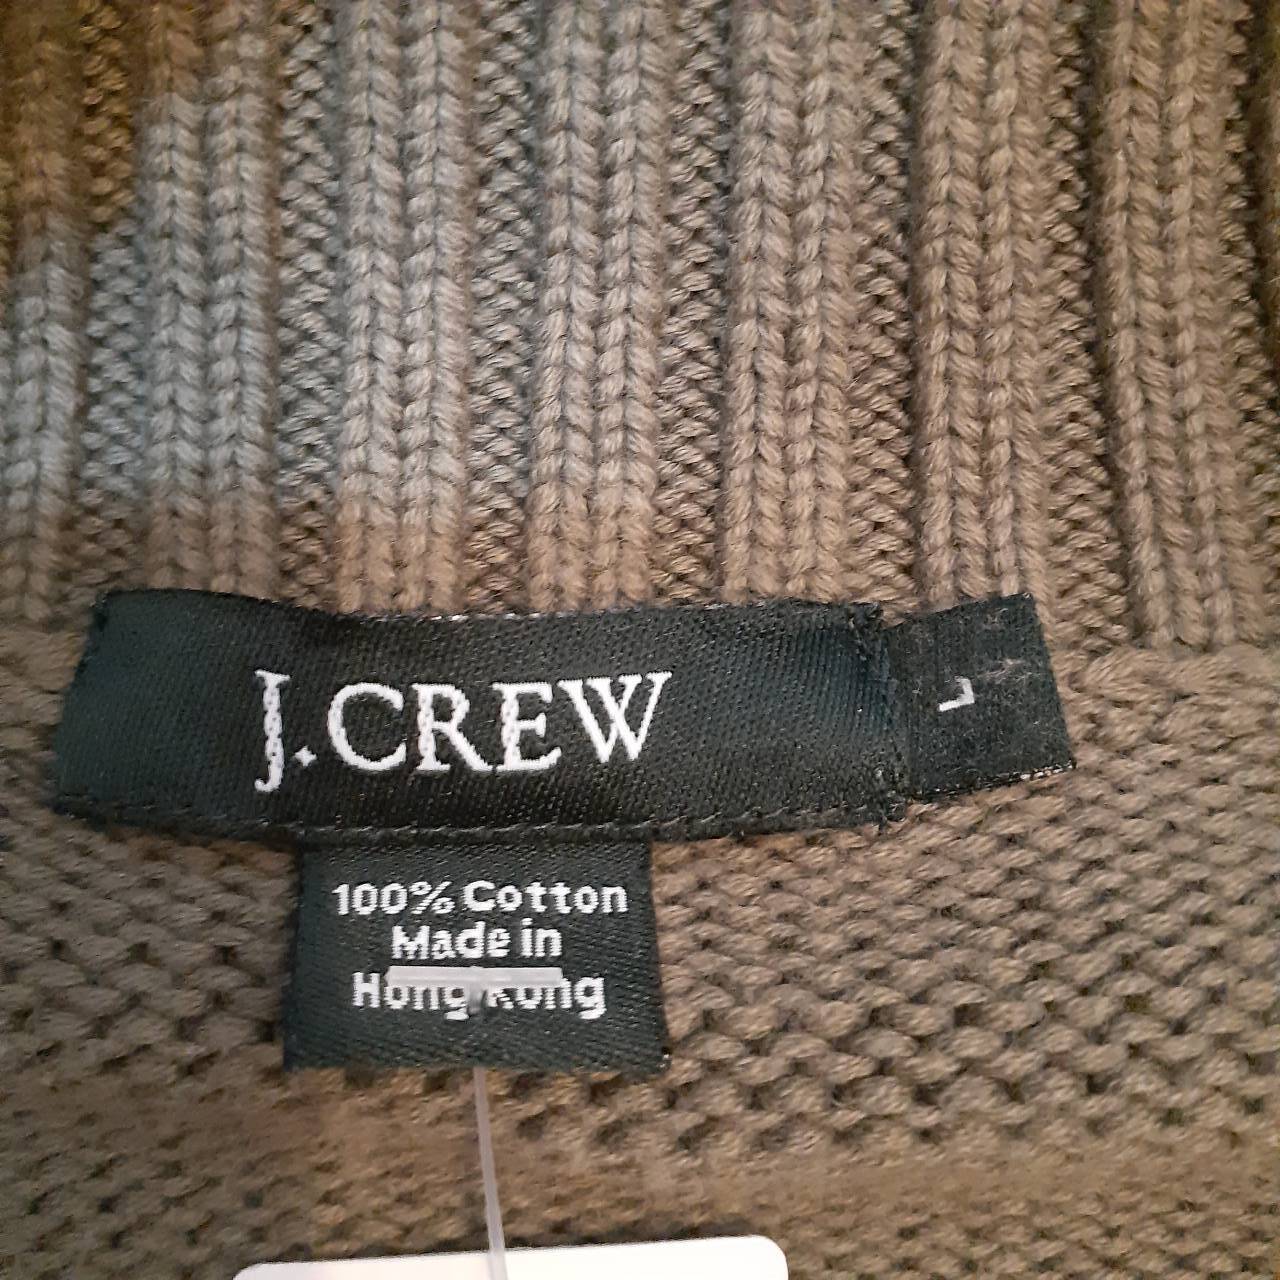 J.CREW
L
100% Cotton
Made in
Hong Kong